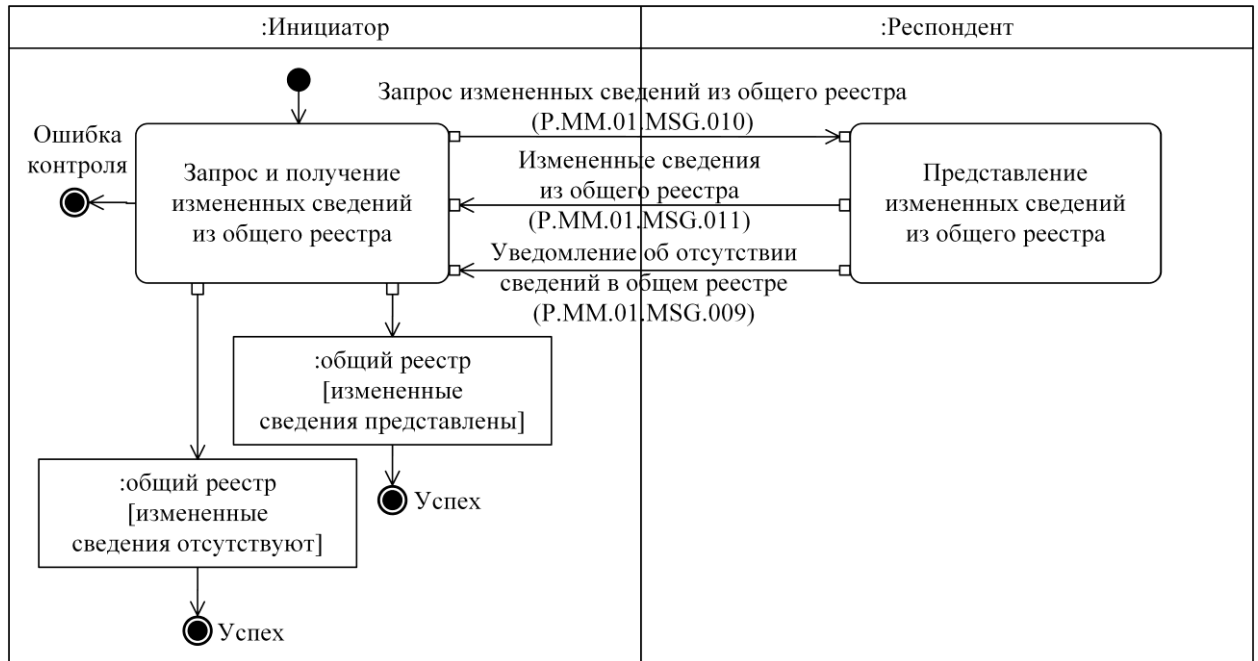 :Инициатор
:Респондент
Запрос измененных сведений из общего реестра
(P.MM.01.MSG.010)
Ошибка
контроля
Запрос и получение
измененных сведений
из общего реестра
Измененные сведения
из общего реестра
(P.MM.01.MSG.011)
Уведомление об отсутствии
сведений в общем реестре
(P.MM.01.MSG.009)
Представление
измененных сведений
из общего реестра
:общий реестр
[измененные
сведения представлены]
Успех
:общий реестр
[измененные
сведения отсутствуют]
Успех